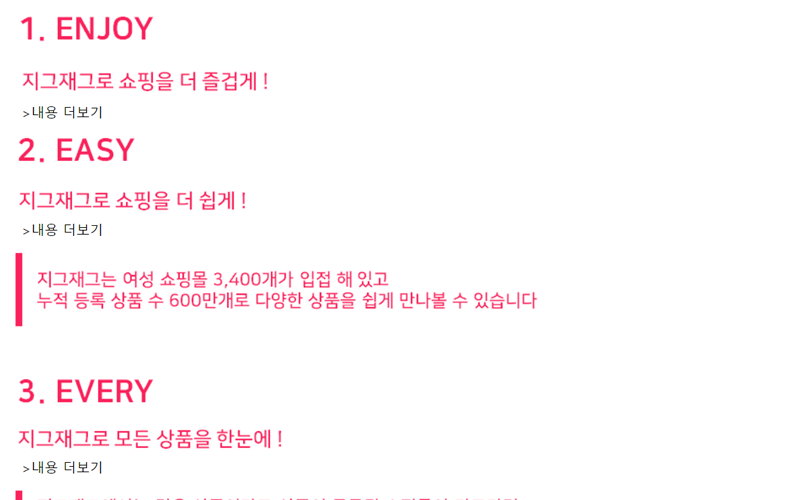 1. ENJOY
지그재그로 쇼핑을 더 즐겁게 !
>내용 더보기
2. EASY
지그재그로 쇼핑을 더 쉽게 !
>내용 더보기
지그재그는 여성 쇼핑몰 3,400개가 입접 해 있고
누적 등록 상품 수 600만개로 다양한 상품을 쉽게 만나볼 수 있습니다
3. EVERY
지그재그로 모든 상품을 한눈에 !
>내용 더보기